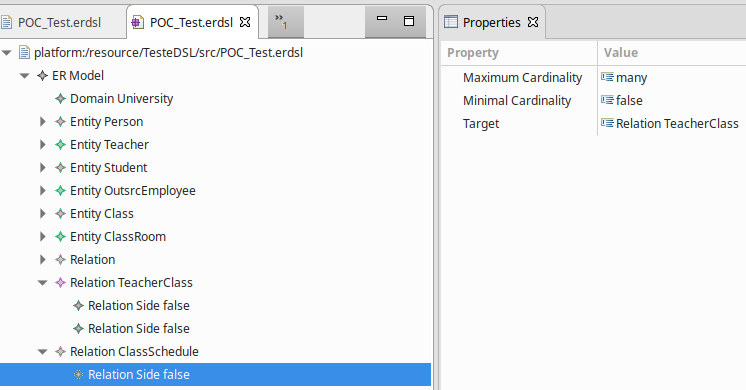 POC_Test.erdsl
POC_Test.erdsl
»1
platform:/resource/TesteDSL/src/POC_Test.erdsl
ER Model
Domain University
Entity Person
Entity Teacher
Entity Student
Entity OutsrcEmployee
Entity Class
Entity ClassRoom
Relation
Relation TeacherClass
Relation Side false
Relation Side false
Relation ClassSchedule
Relation Side false
Properties
Property Value
Maximum Cardinality many
Minimal Cardinality false
Target Relation TeacherClass